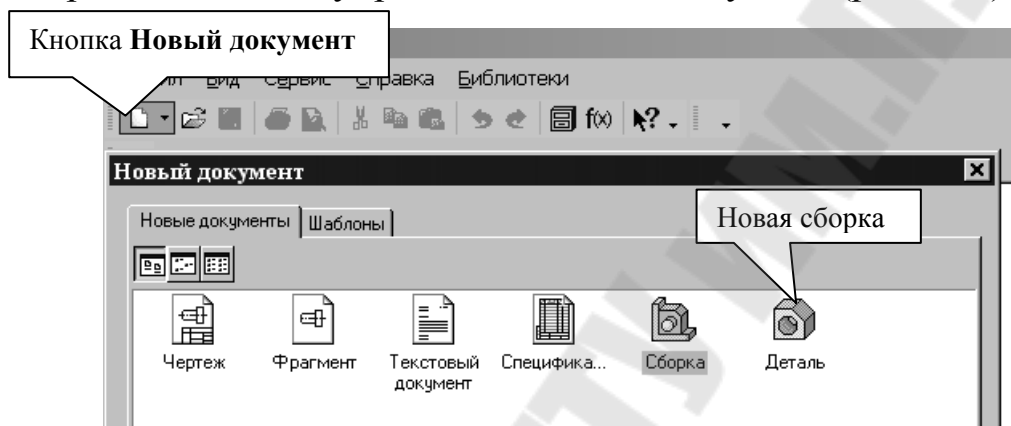 Кнопка Новый документ
Вид Сервис Справка Библиотеки
f(x)
Новый документ
Новые документы Шаблоны
Новая сборка
Чертеж Фрагмент Текстовый документ Специфика... Сборка Деталь